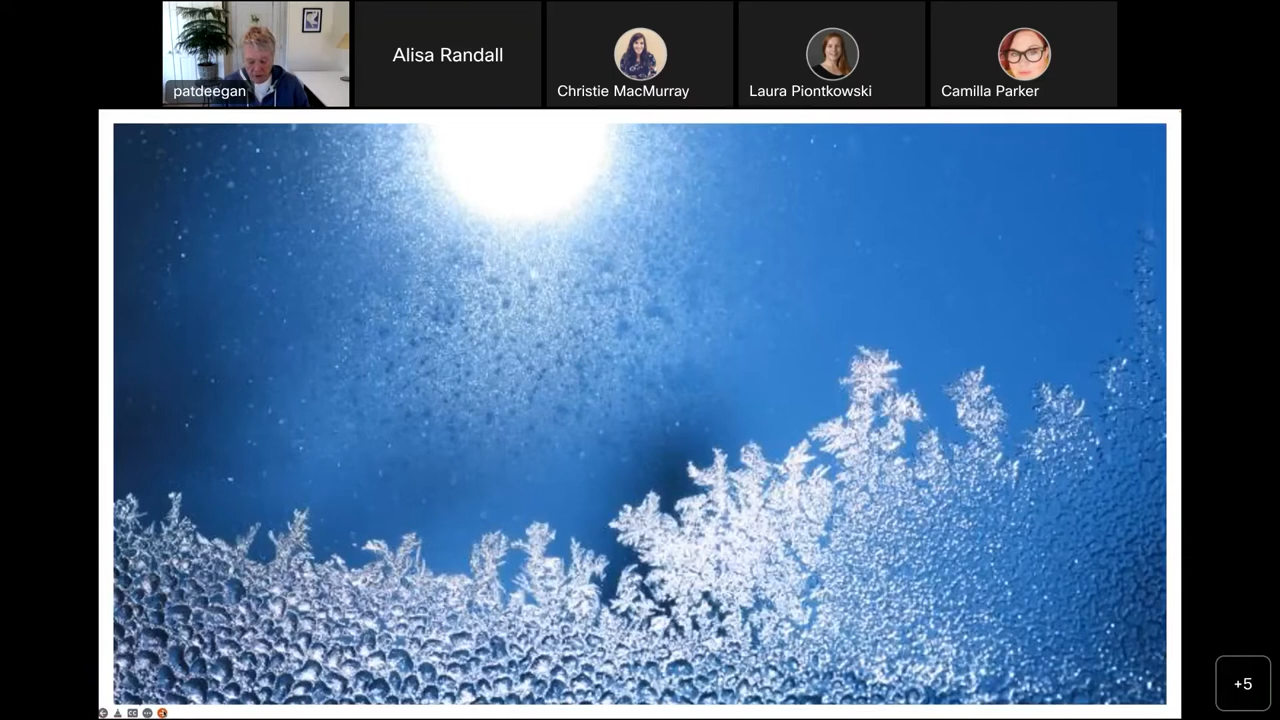 patdeegan
Alisa Randall
Christie MacMurray
Laura Piontkowski
Camilla Parker
+5